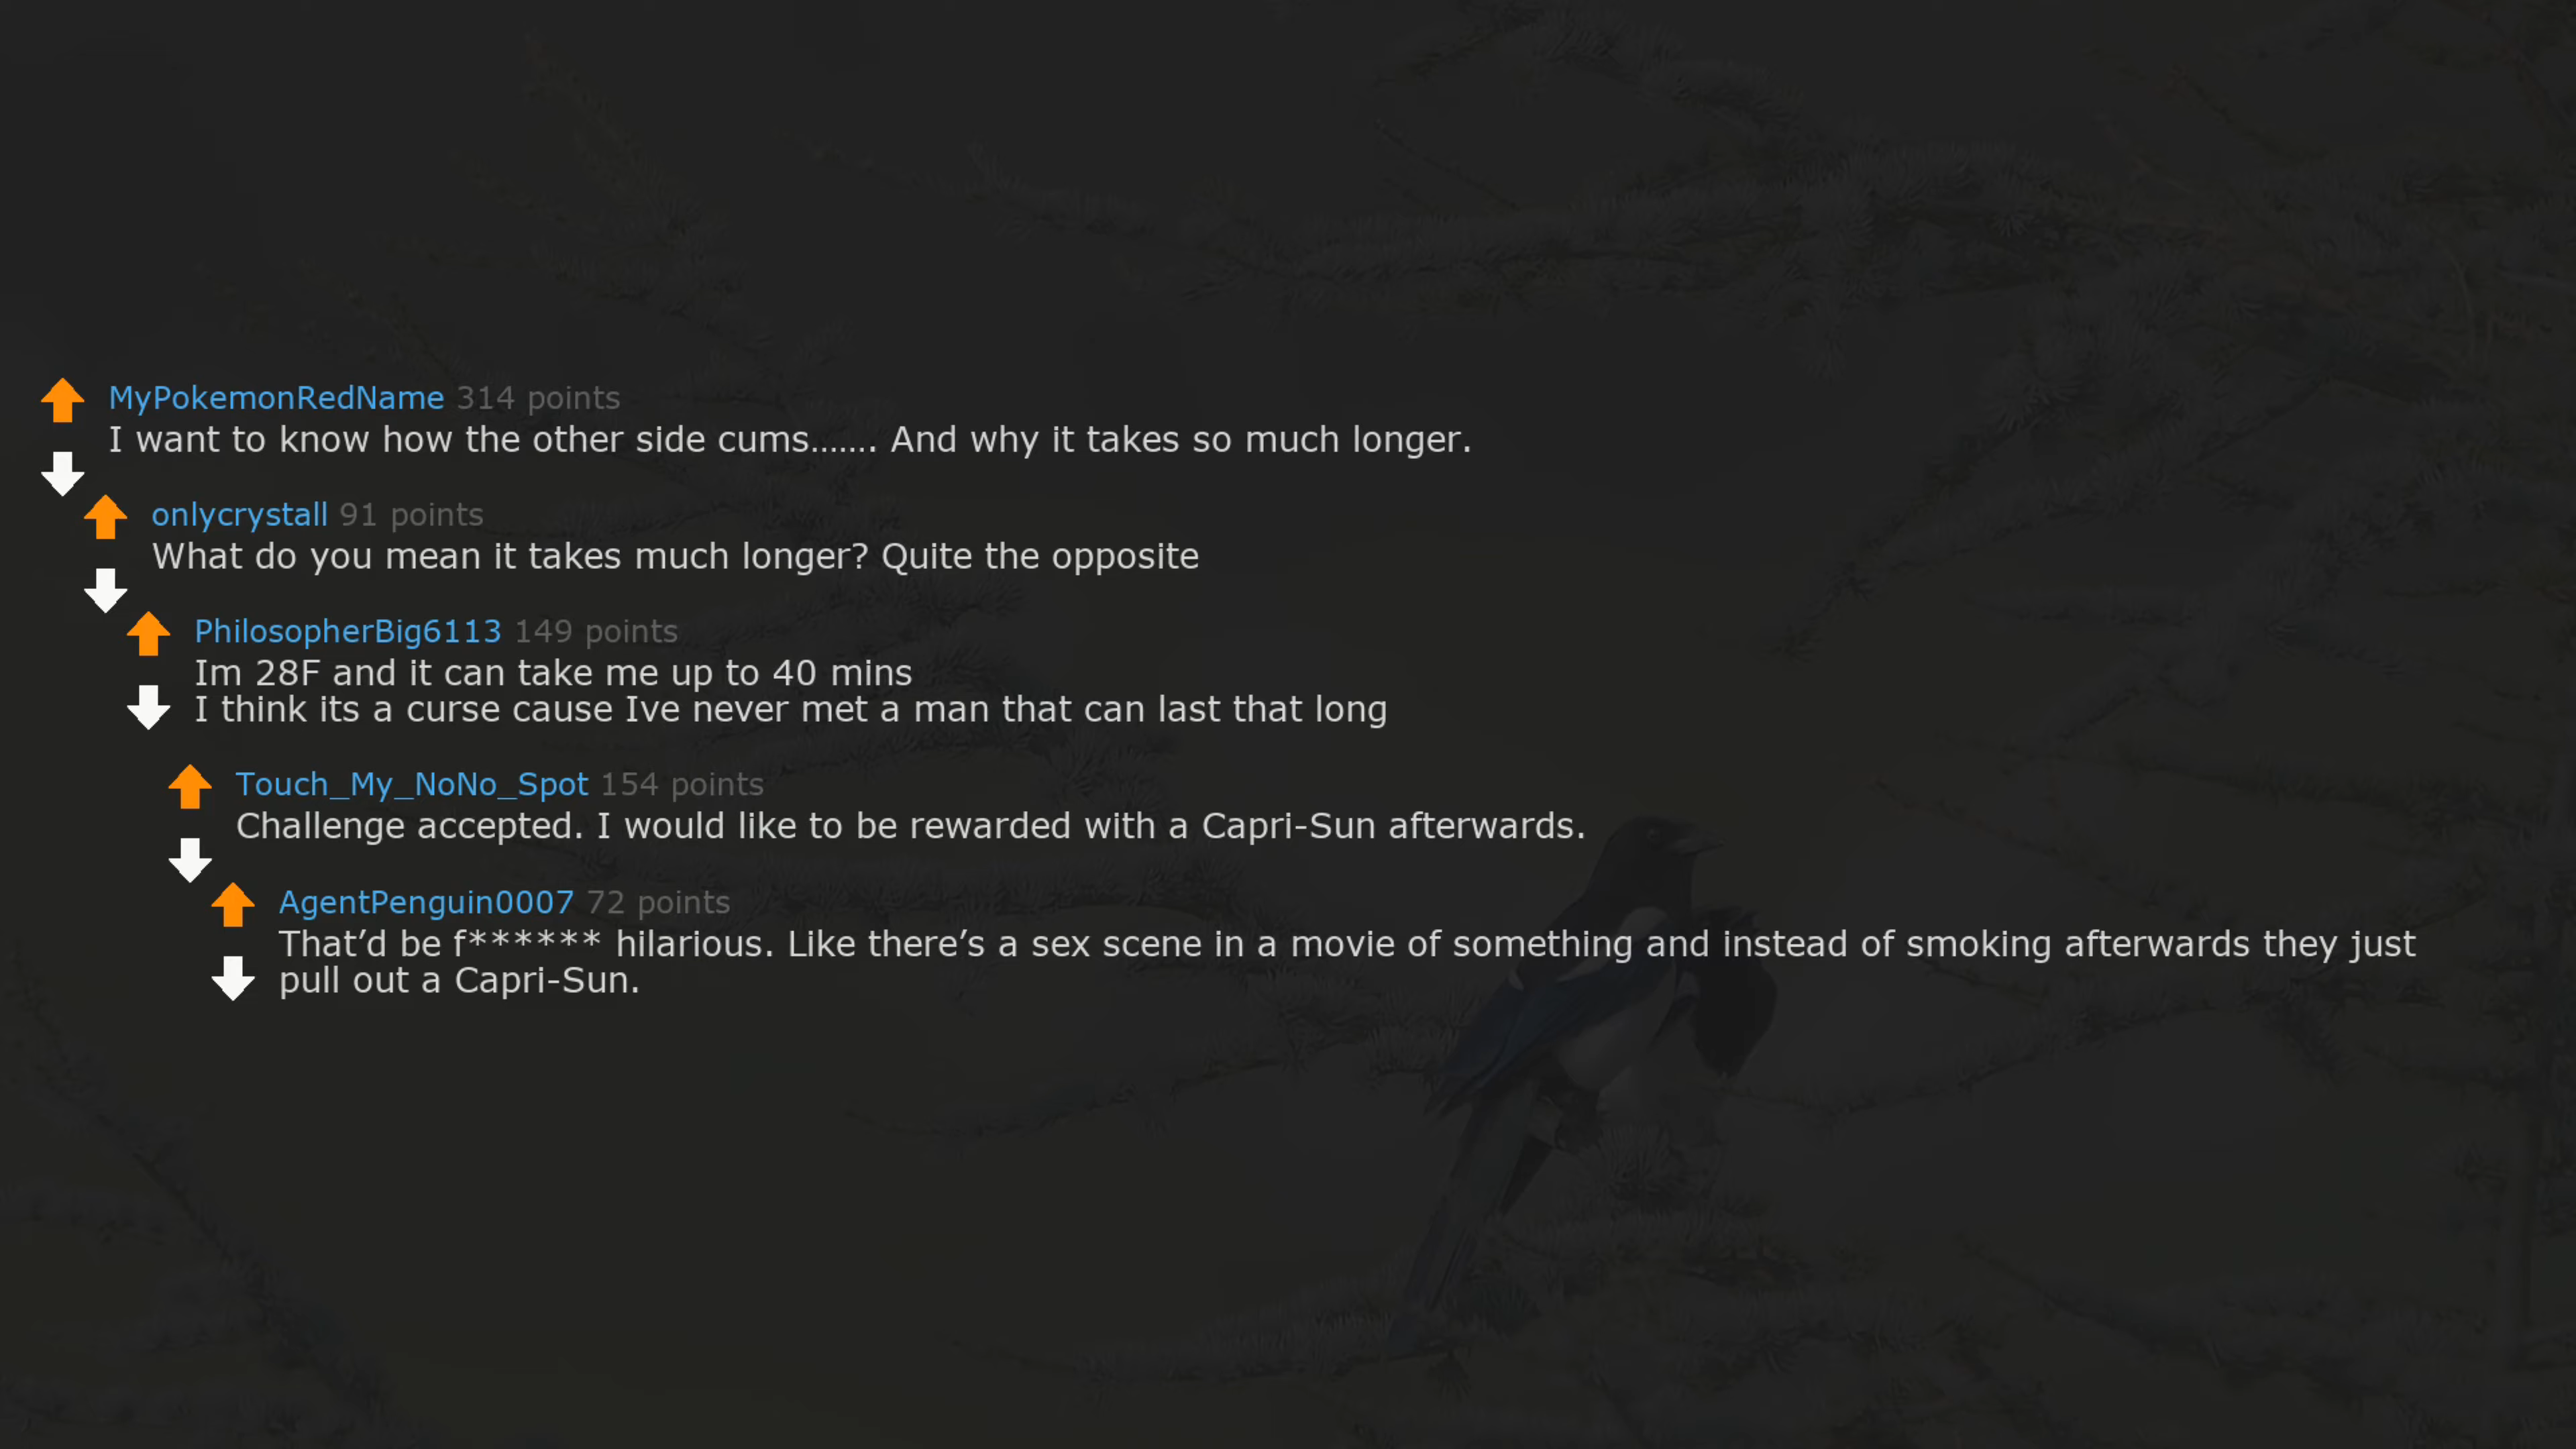 MyPokemonRedName 314 points
I want to know how the other side cums....... And why it takes so much longer.
onlycrystall 91 points
What do you mean it takes much longer? Quite the opposite
PhilosopherBig6113 149 points
Im 28F and it can take me up to 40 mins
I think its a curse cause Ive never met a man that can last that long
Touch_My_NoNo_Spot 154 points
Challenge accepted. I would like to be rewarded with a Capri-Sun afterwards.
AgentPenguin0007 72 points
That’d be f****** hilarious. Like there’s a sex scene in a movie of something and instead of smoking afterwards they just
pull out a Capri-Sun.